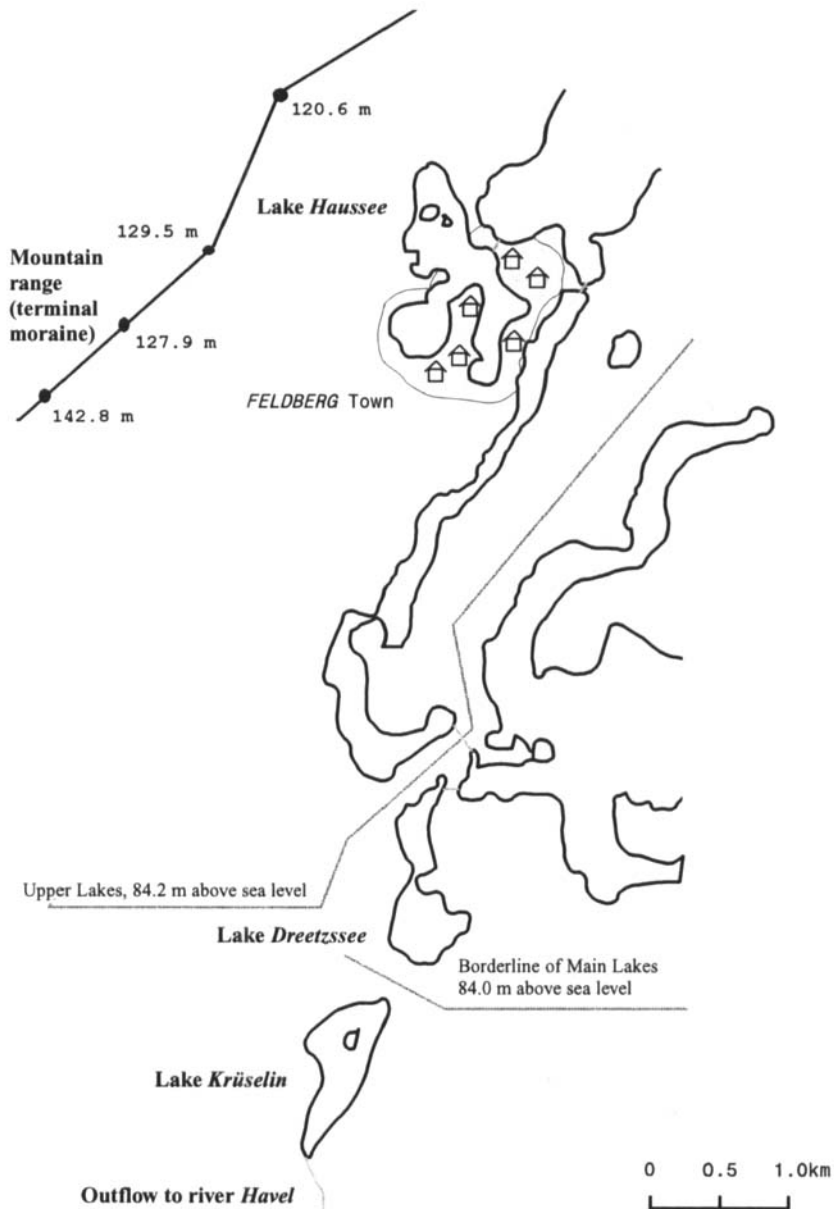 120.6 m
Lake Haussee
129.5 m
Mountain
range
(terminal
moraine)
127.9 m
FELDBERG Town
142.8 m
Upper Lakes, 84.2 m above sea level
Lake Dreetzssee
Borderline of Main Lakes
84.0 m above sea level
Lake Krüselin
0 0.5 1.0km
Outflow to river Havel